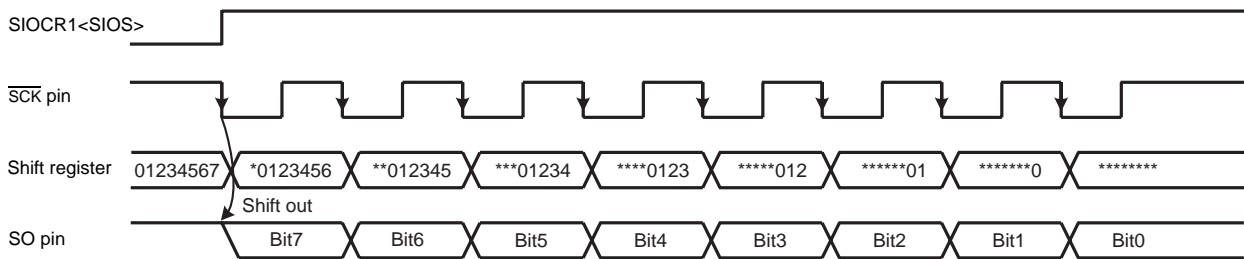 SIOCR1<SIOS>
SCK pin
Shift register 01234567 *0123456 **012345 ***01234 ****0123 *****012 ******01 *******0 ********
Shift out
SO pin Bit7 Bit6 Bit5 Bit4 Bit3 Bit2 Bit1 Bit0